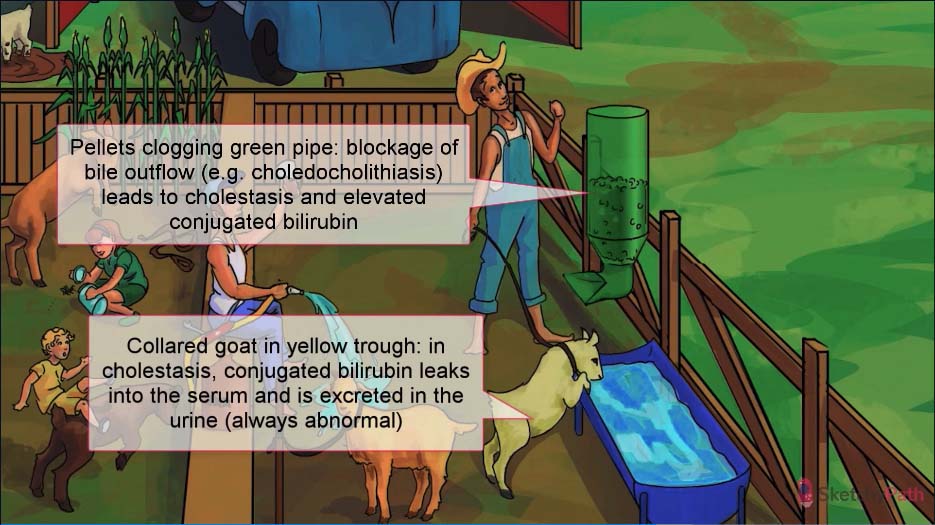 Pellets clogging green pipe: blockage of
bile outflow (e.g. choledocholithiasis)
leads to cholestasis and elevated
conjugated bilirubin
Collared goat in yellow trough: in
cholestasis, conjugated bilirubin leaks
into the serum and is excreted in the
urine (always abnormal)
SketchyPath